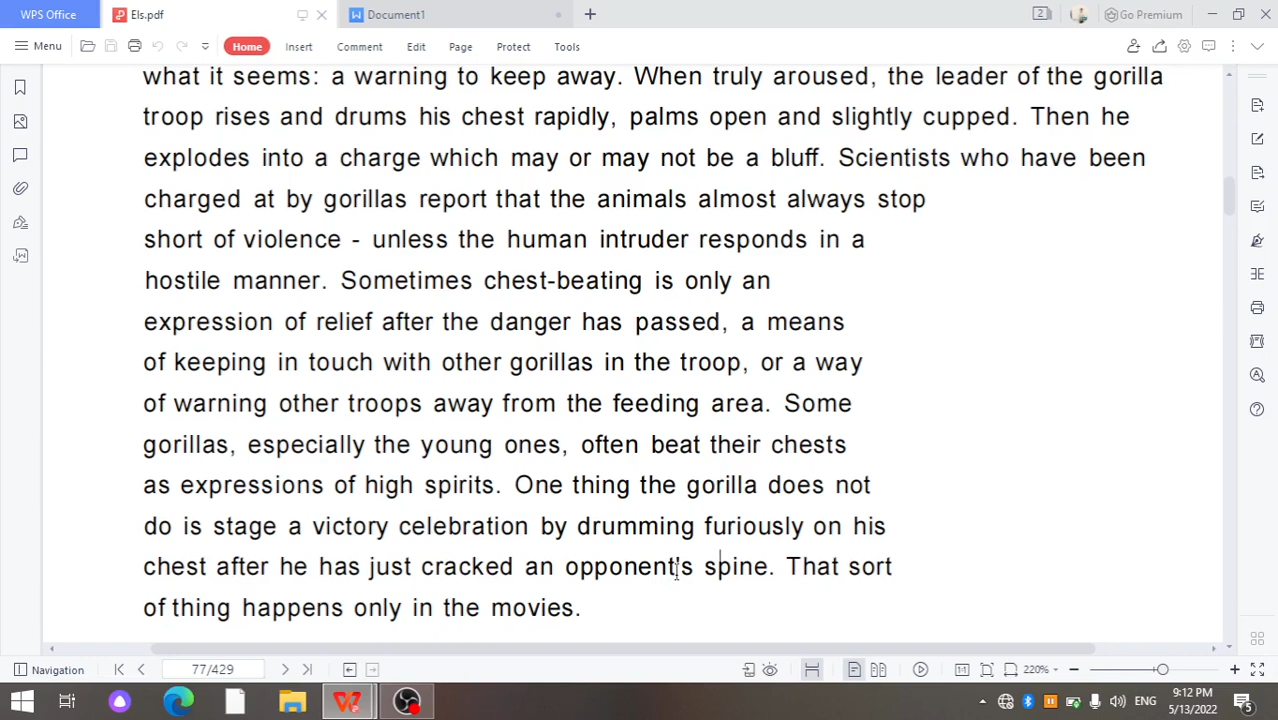 WPS Office
Els.pdf
Document1
2
Go Premium
Menu
Home
Insert
Comment
Edit
Page
Protect
Tools
what it seems: a warning to keep away. When truly aroused, the leader of the gorilla
troop rises and drums his chest rapidly, palms open and slightly cupped. Then he
explodes into a charge which may or may not be a bluff. Scientists who have been
charged at by gorillas report that the animals almost always stop
short of violence - unless the human intruder responds in a
hostile manner. Sometimes chest-beating is only an
expression of relief after the danger has passed, a means
of keeping in touch with other gorillas in the troop, or a way
of warning other troops away from the feeding area. Some
gorillas, especially the young ones, often beat their chests
as expressions of high spirits. One thing the gorilla does not
do is stage a victory celebration by drumming furiously on his
chest after he has just cracked an opponent's spine. That sort
of thing happens only in the movies.
Navigation
77/429
1:1
220%
ENG
9:12 PM
5/13/2022
5